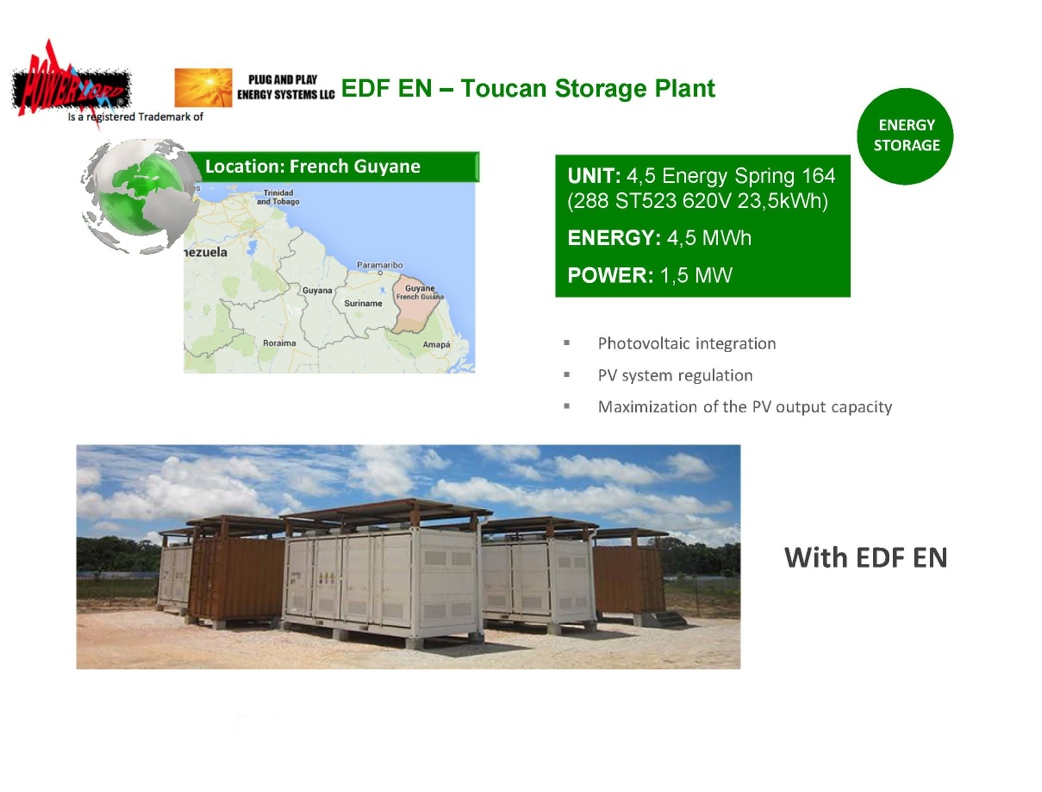 POWERLORD
PLUG AND PLAY
ENERGY SYSTEMS LLC
EDF EN – Toucan Storage Plant
Is a registered Trademark of
ENERGY
STORAGE
Location: French Guyane
Trinidad
and Tobago
nezuela
Paramaribo
Guyana
Suriname
Guyane
French Guiana
Roraima
Amapá
UNIT: 4,5 Energy Spring 164
(288 ST523 620V 23,5kWh)
ENERGY: 4,5 MWh
POWER: 1,5 MW
▪ Photovoltaic integration
▪ PV system regulation
▪ Maximization of the PV output capacity
With EDF EN